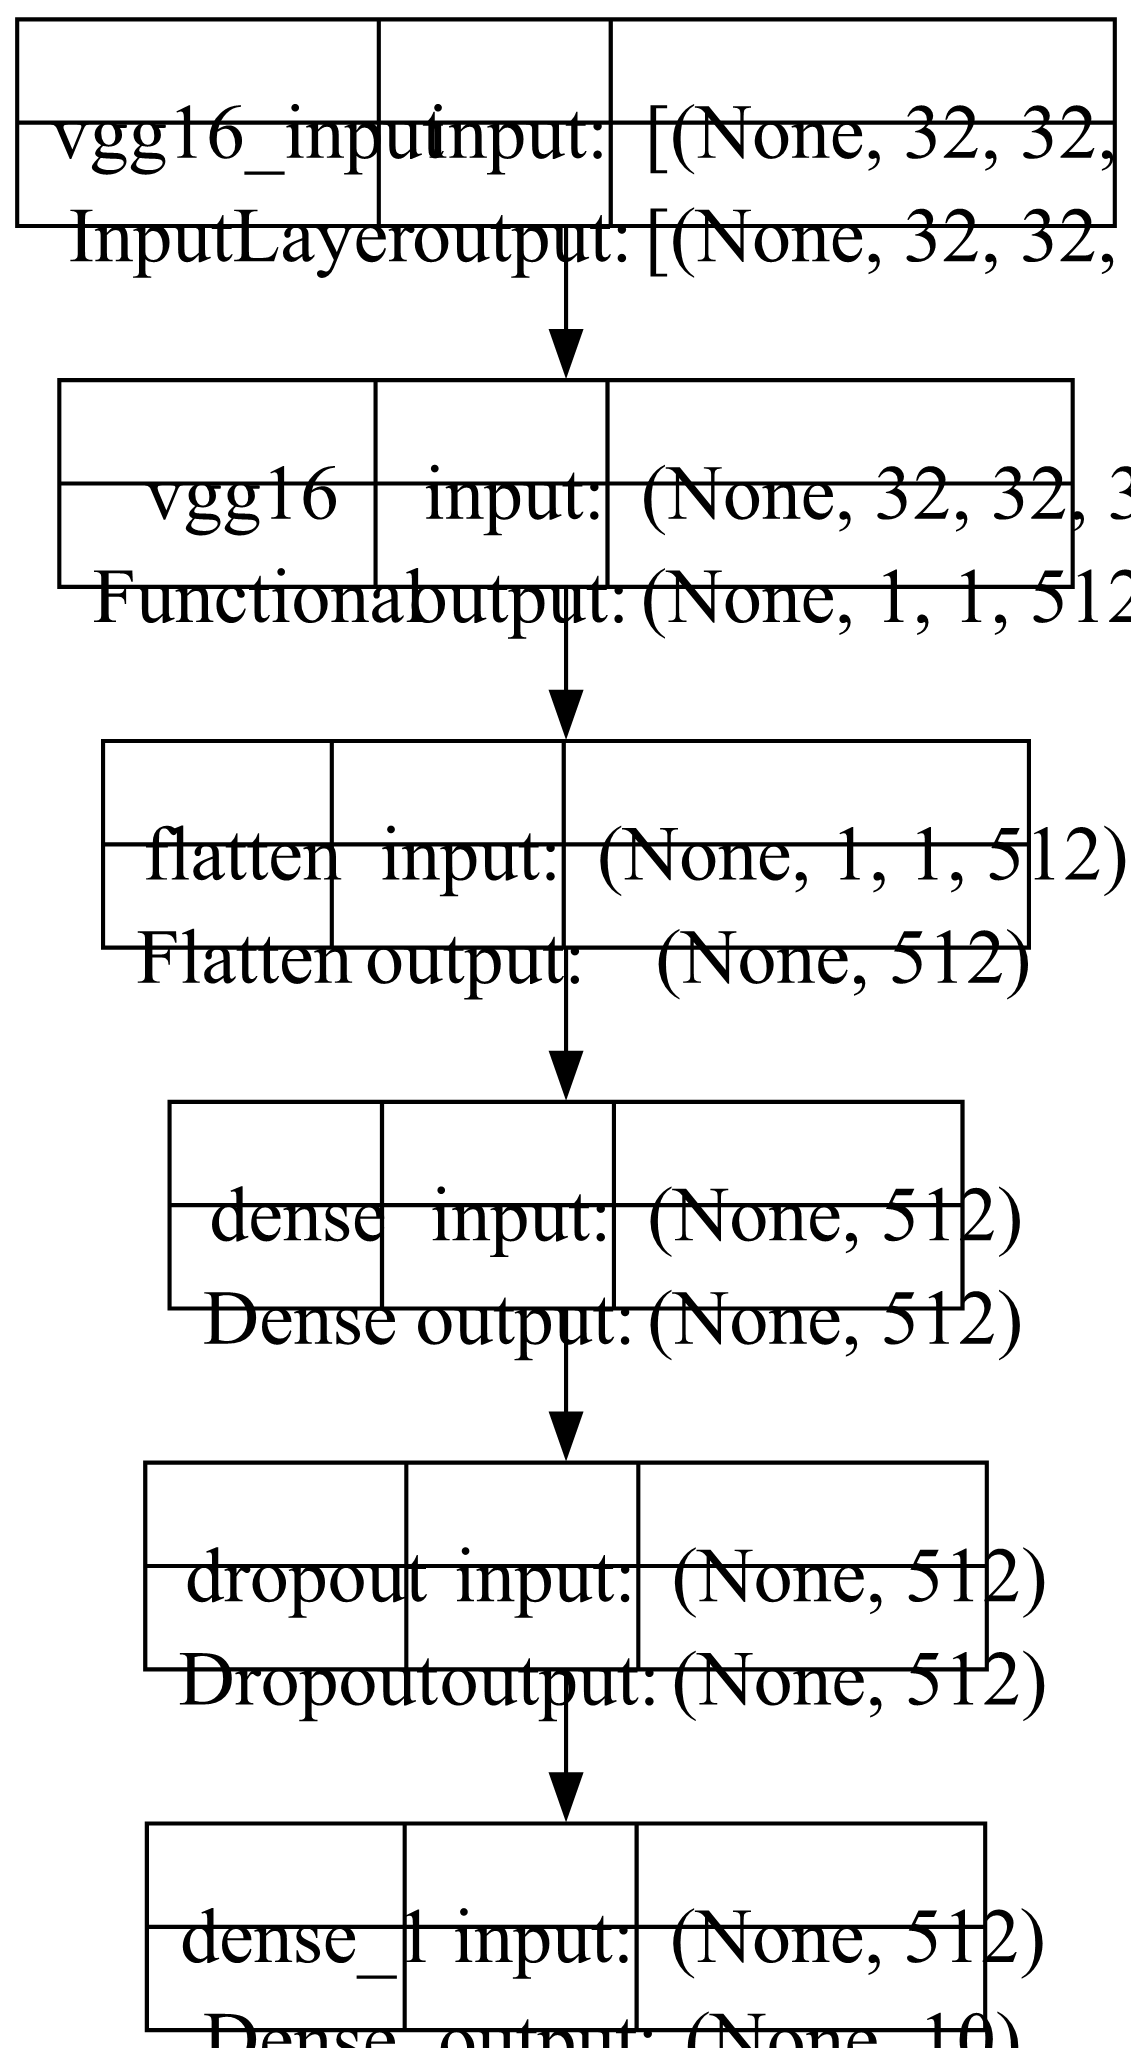 vgg16_input input: [(None, 32, 32,
InputLayer output: [(None, 32, 32,
vgg16 input: (None, 32, 32, 3
Functional output: (None, 1, 1, 512
flatten input: (None, 1, 1, 512)
Flatten output: (None, 512)
dense input: (None, 512)
Dense output: (None, 512)
dropout input: (None, 512)
Dropout output: (None, 512)
dense_1 input: (None, 512)
Dense output: (None, 10)